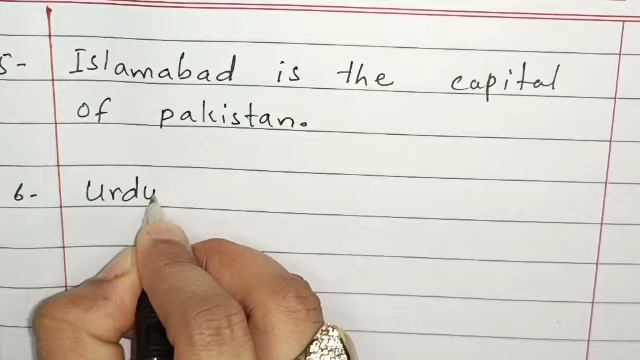 5- Islamabad is the capital
of pakistan.
6- Urdu